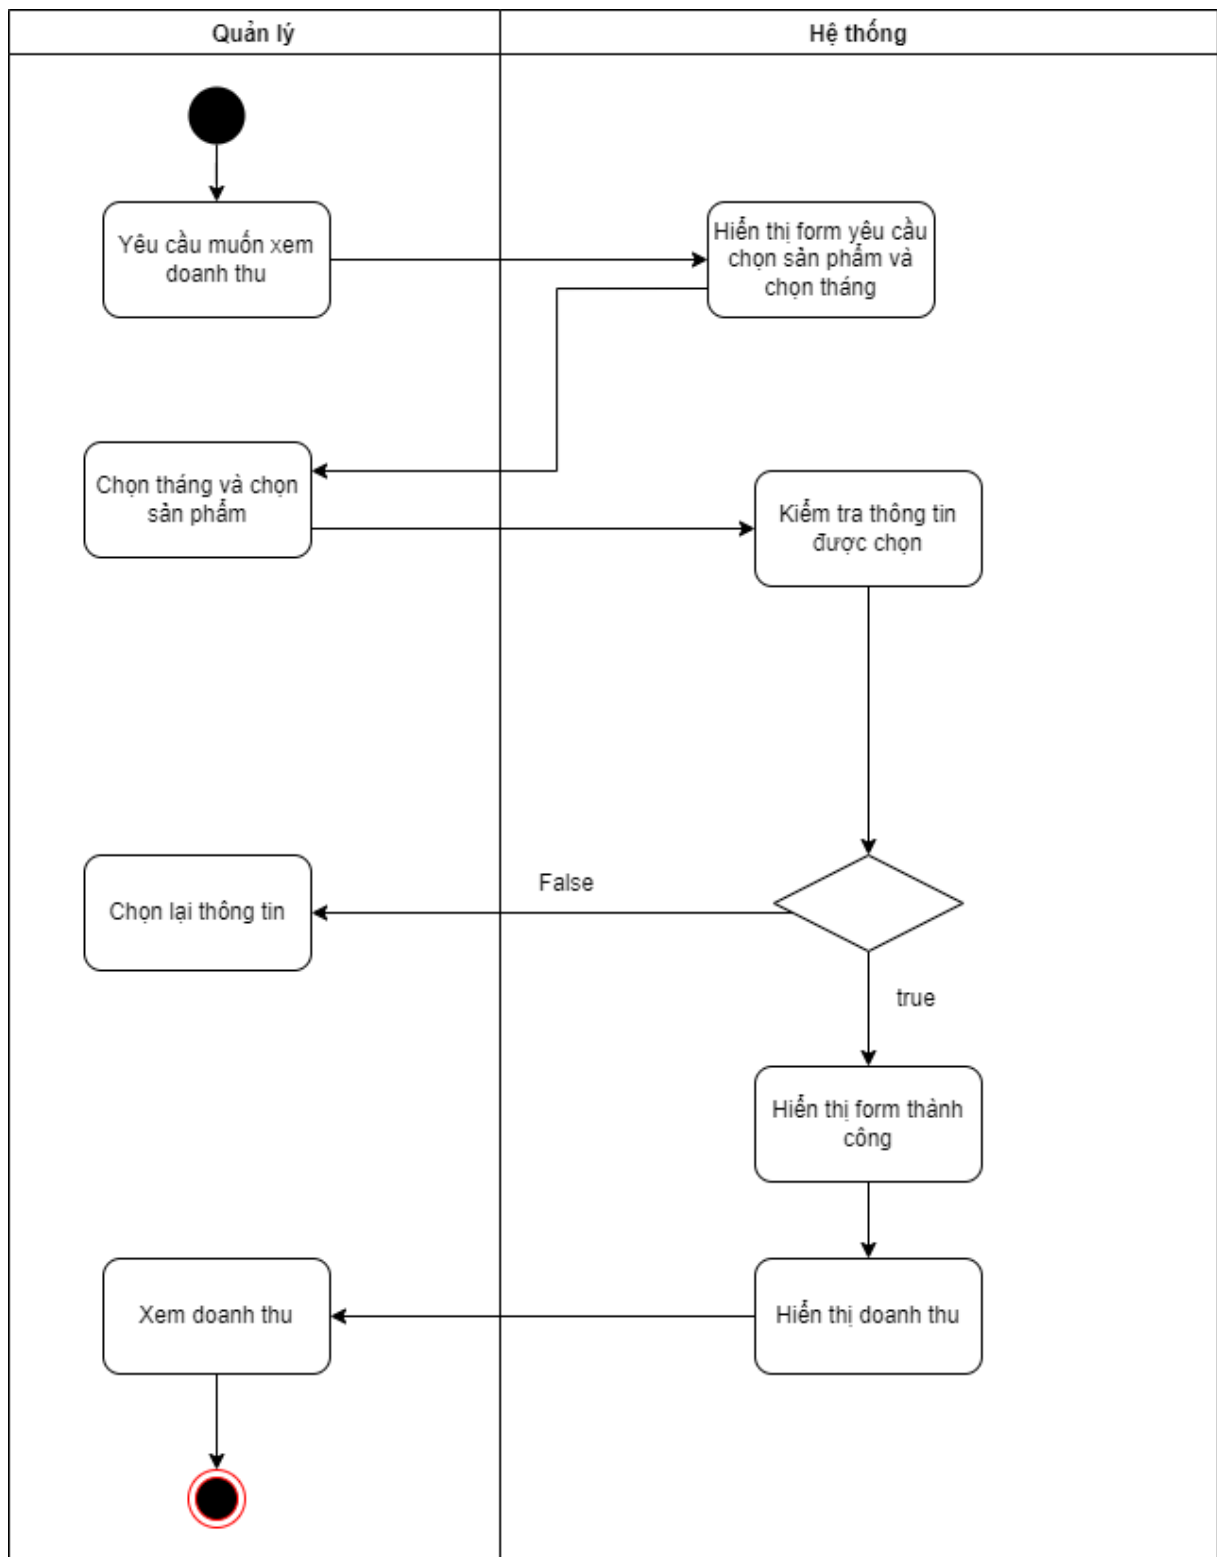 Quản lý
Hệ thống
Yêu cầu muốn xem
doanh thu
Hiển thị form yêu cầu
chọn sản phẩm và
chọn tháng
Chọn tháng và chọn
sản phẩm
Kiểm tra thông tin
được chọn
False
Chọn lại thông tin
true
Hiển thị form thành
công
Xem doanh thu
Hiển thị doanh thu